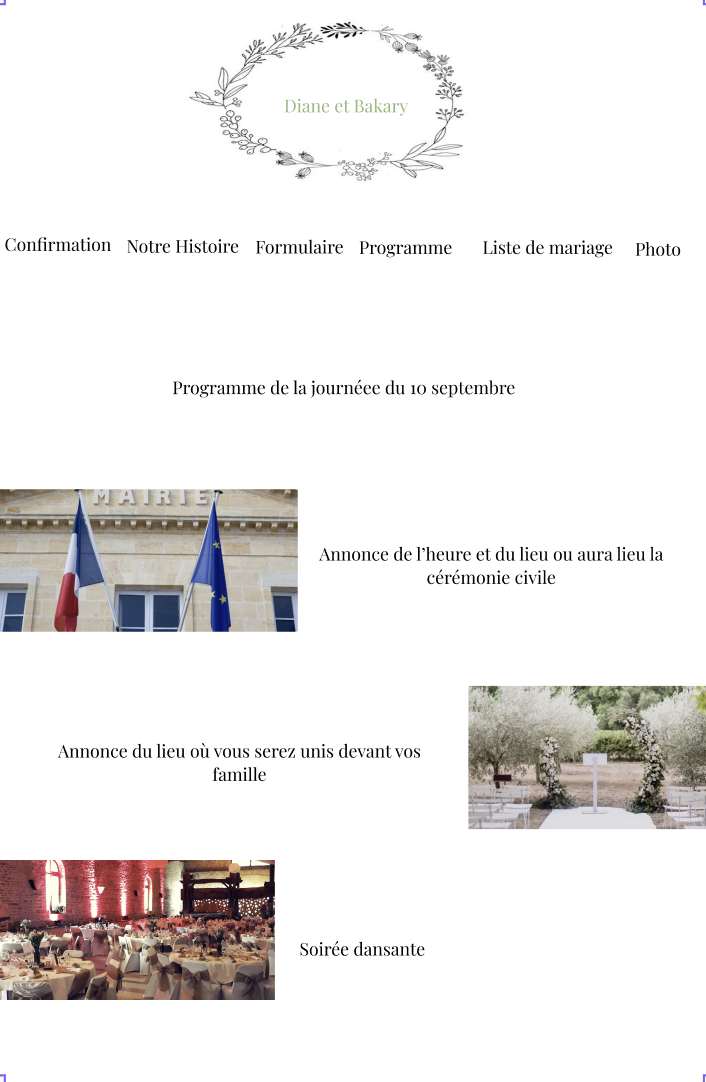 Diane et Bakary
Confirmation Notre Histoire Formulaire Programme Liste de mariage Photo
Programme de la journéee du 10 septembre
MAIRIE
Annonce de l’heure et du lieu ou aura lieu la
cérémonie civile
Annonce du lieu où vous serez unis devant vos
famille
Soirée dansante